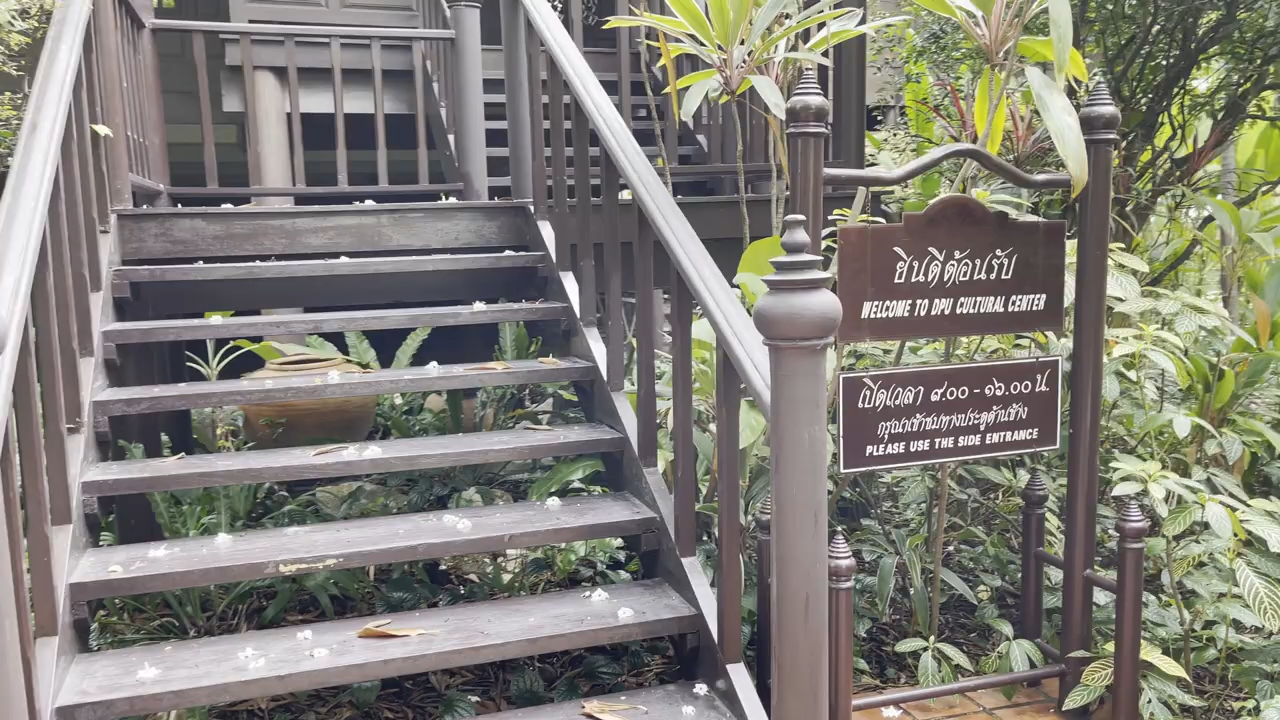 ยินดีต้อนรับ
WELCOME TO DPU CULTURAL CENTER
เปิดเวลา ๙.๐๐ - ๑๖.๐๐ น.
กรุณาเข้าชมทางประตูด้านข้าง
PLEASE USE THE SIDE ENTRANCE